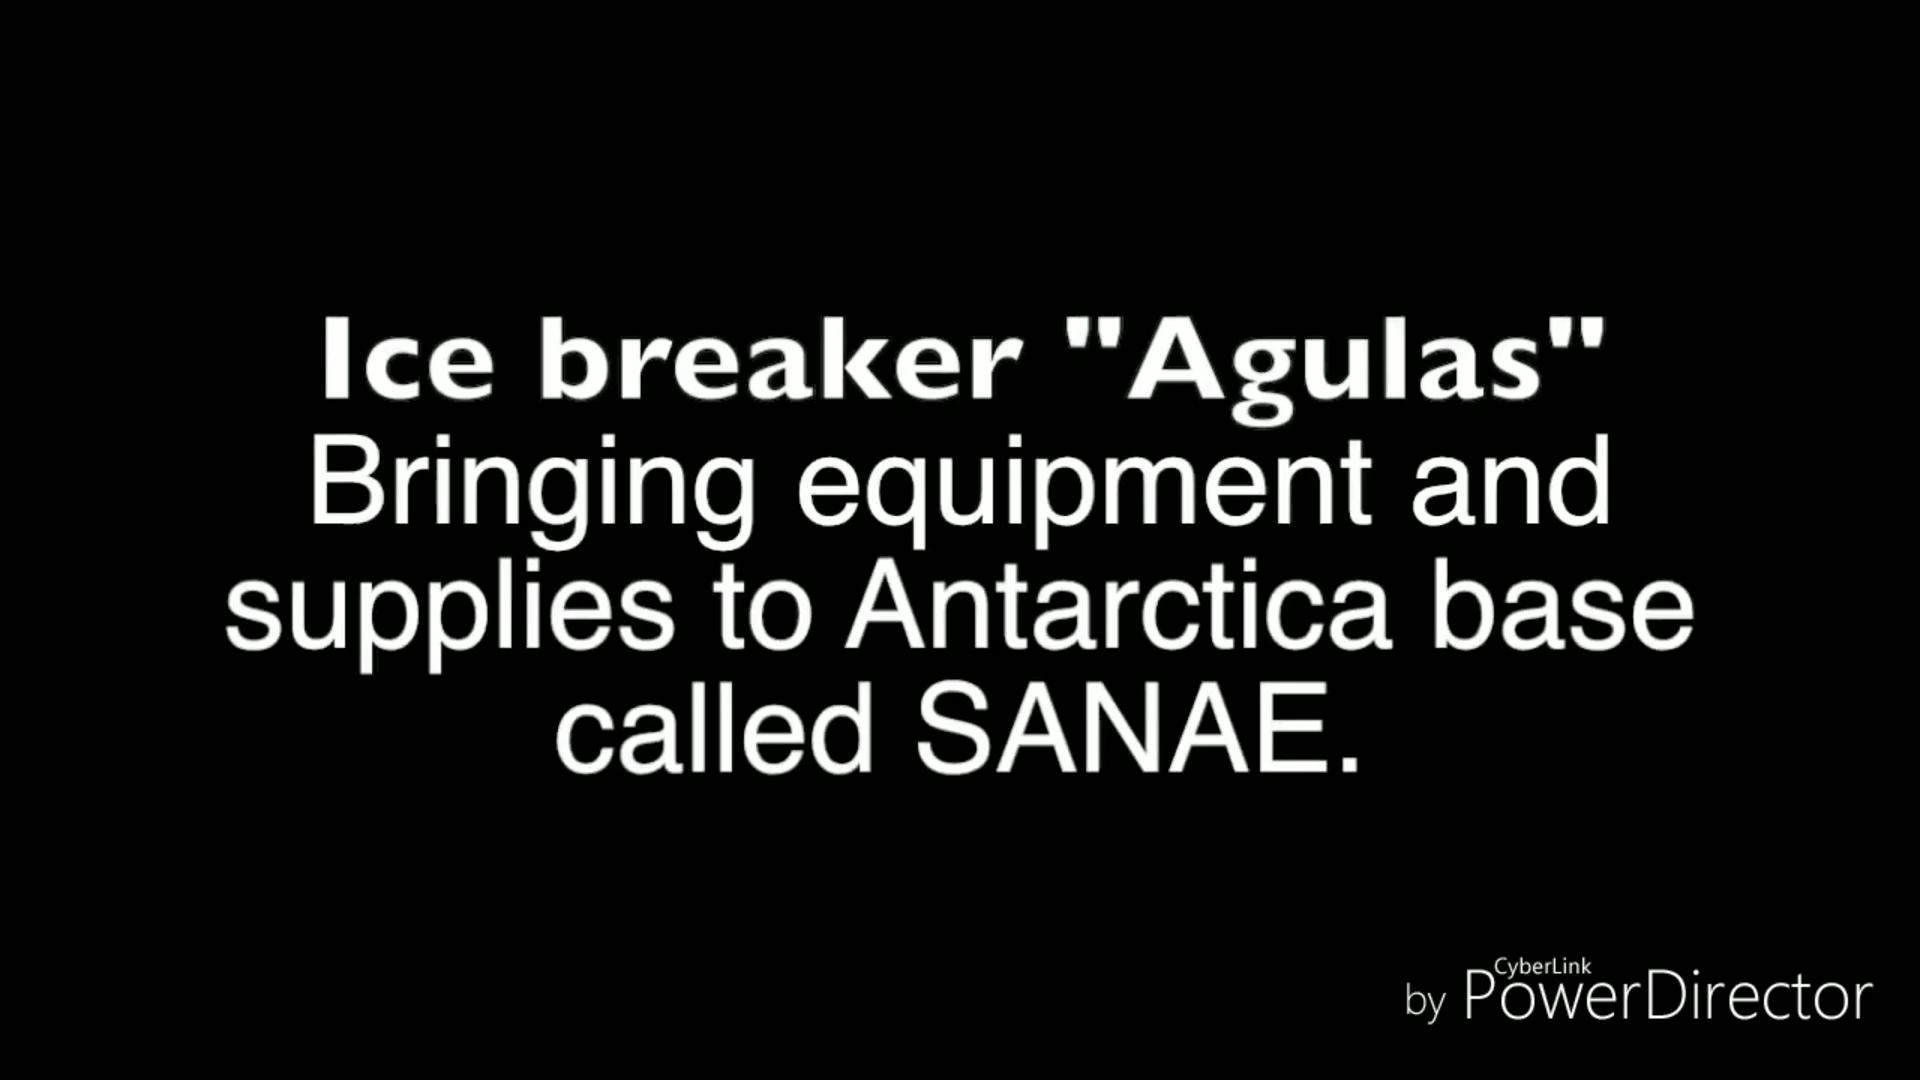 Ice breaker "Agulas"
Bringing equipment and
supplies to Antarctica base
called SANAE.
CyberLink
by PowerDirector